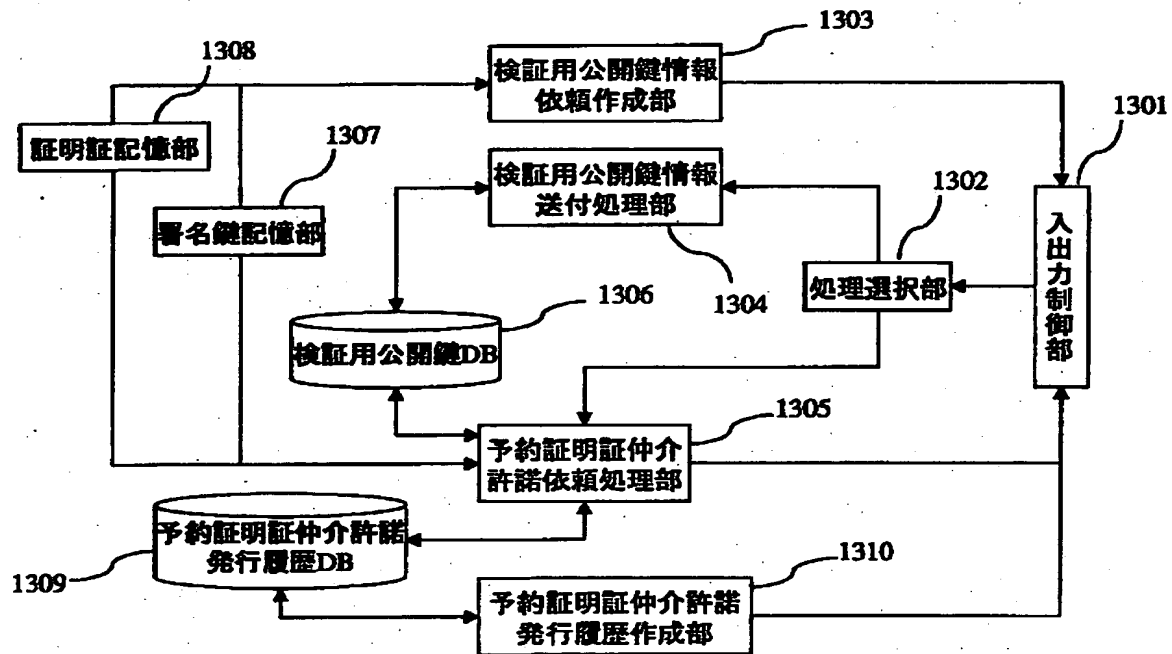 1303
検証用公開鍵情報
依頼作成部
1308
証明証記憶部
1307
署名鍵記憶部
1301
入出力制御部
検証用公開鍵情報
送付処理部
1304
1302
処理選択部
1306
検証用公開鍵DB
1305
予約証明証仲介
許諾依頼処理部
予約証明証仲介許諾
発行履歴DB
1309
1310
予約証明証仲介許諾
発行履歴作成部